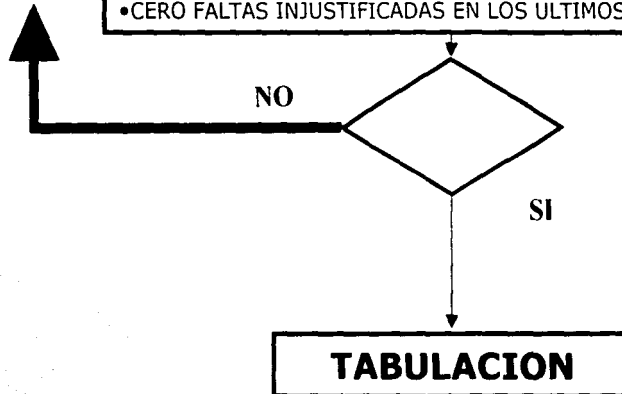 •CERO FALTAS INJUSTIFICADAS EN LOS ULTIMOS
NO
SI
TABULACION